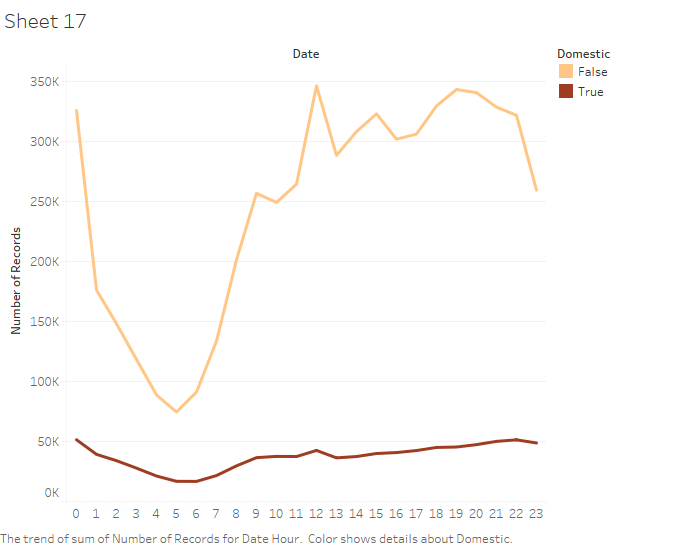 Sheet 17
Date
Domestic
False
True
Number of Records
350K
300K
250K
200K
150K
100K
50K
0K
0 1 2 3 4 5 6 7 8 9 10 11 12 13 14 15 16 17 18 19 20 21 22 23
The trend of sum of Number of Records for Date Hour. Color shows details about Domestic.